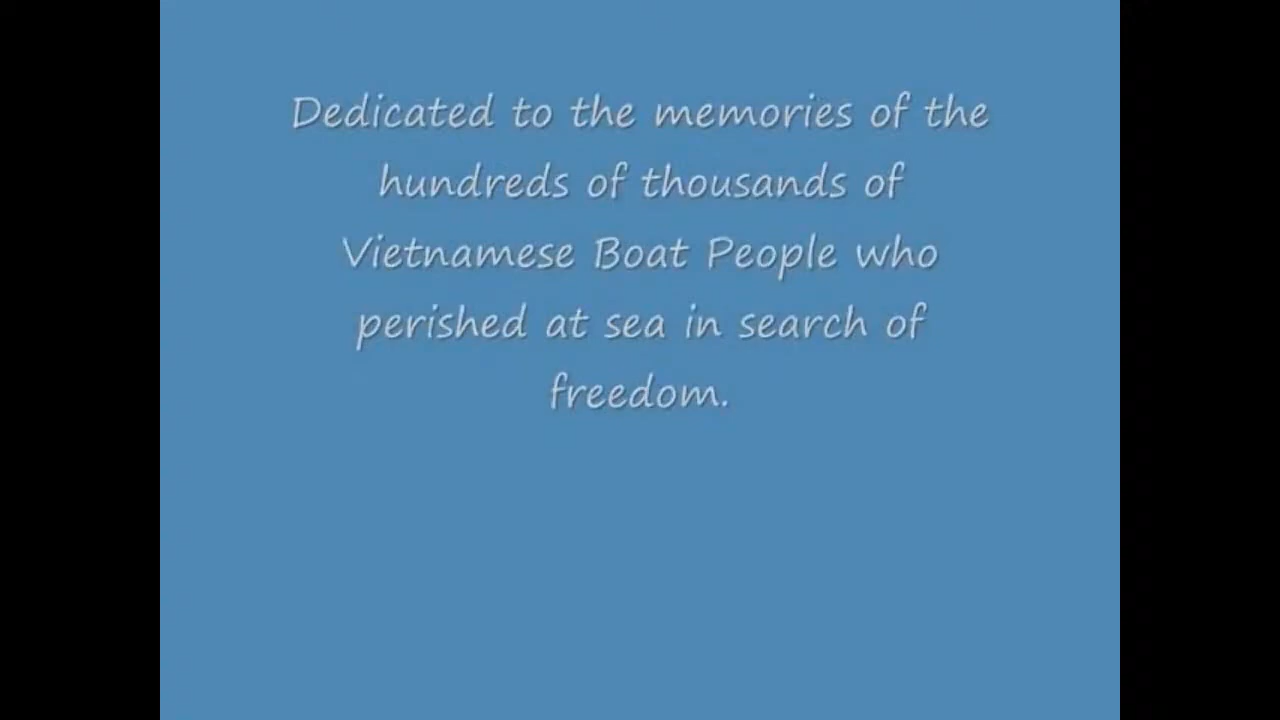 Dedicated to the memories of the
hundreds of thousands of
Vietnamese Boat People who
perished at sea in search of
freedom.